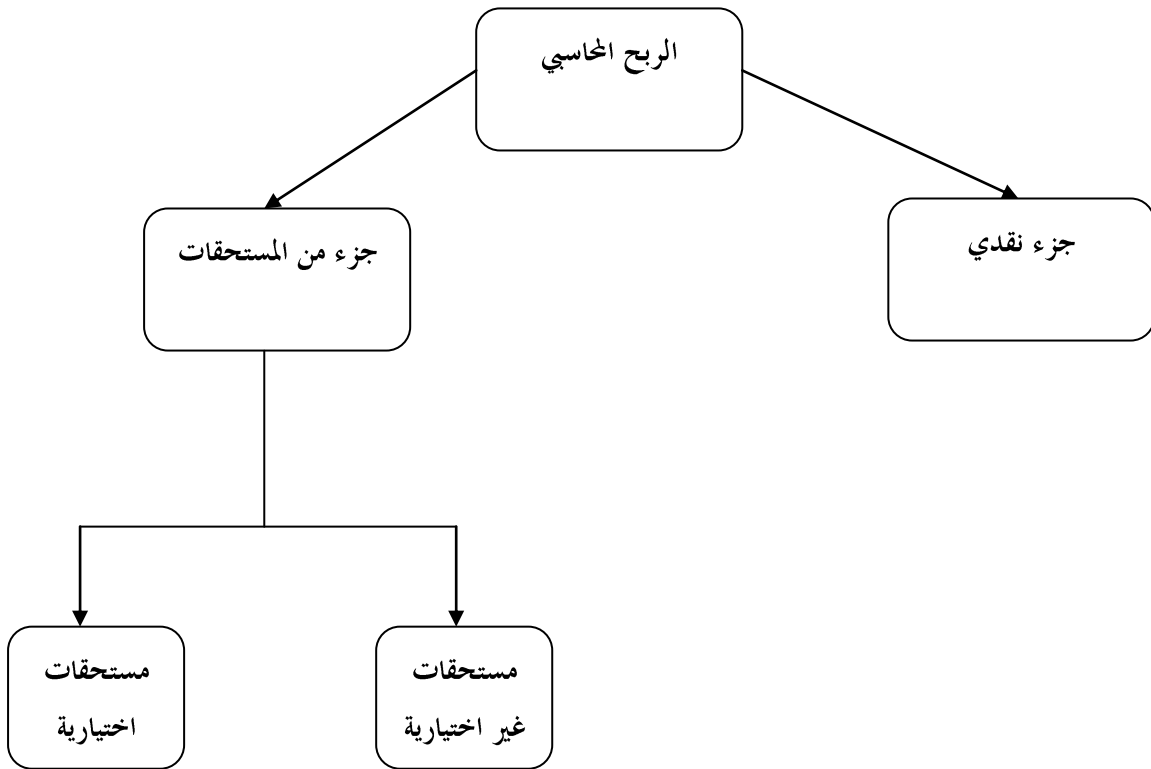 الربح المحاسبي
جزء نقدي
جزء من المستحقات
مستحقات
غير اختيارية
مستحقات
اختيارية